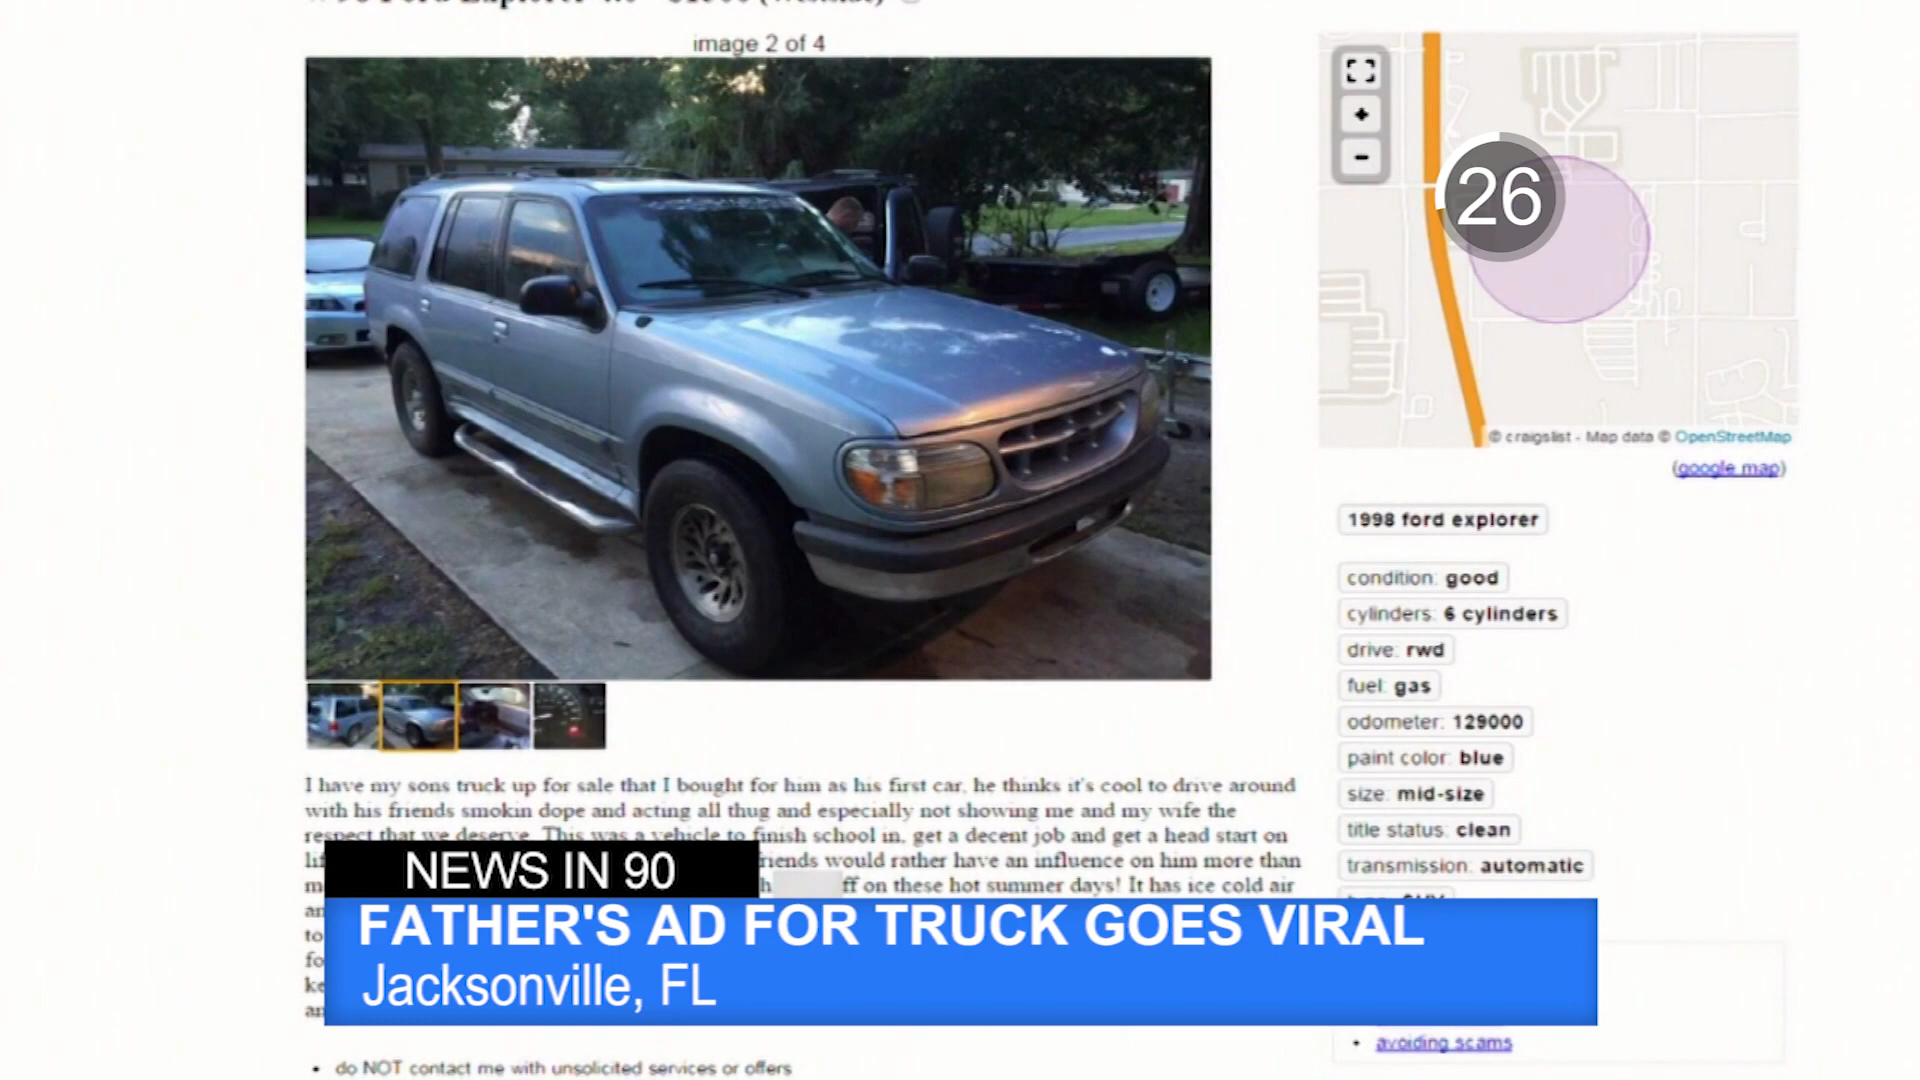 image 2 of 4
26
© craigslist - Map data © OpenStreetMap
(google map)
1998 ford explorer
condition: good
cylinders: 6 cylinders
drive: rwd
fuel: gas
odometer: 129000
paint color: blue
size: mid-size
title status: clean
transmission: automatic
I have my sons truck up for sale that I bought for him as his first car, he thinks it's cool to drive around
with his friends smokin dope and acting all thug and especially not showing me and my wife the
respect that we deserve. This was a vehicle to finish school in, get a decent job and get a head start on
friends would rather have an influence on him more than
ff on these hot summer days! It has ice cold air
NEWS IN 90
FATHER'S AD FOR TRUCK GOES VIRAL
Jacksonville, FL
• avoiding scams
• do NOT contact me with unsolicited services or offers